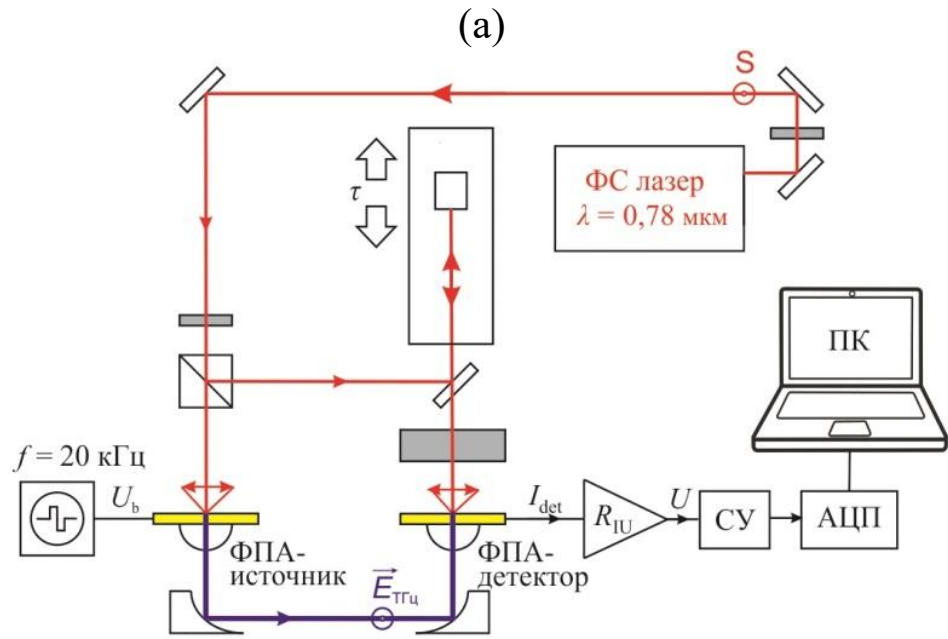 (а)
S
ФС лазер
λ = 0,78 мкм
τ
ПК
f = 20 кГц
U_b
ФПА-
источник
E_ТГц
ФПА-
детектор
I_det
R_IU
U
СУ
АЦП